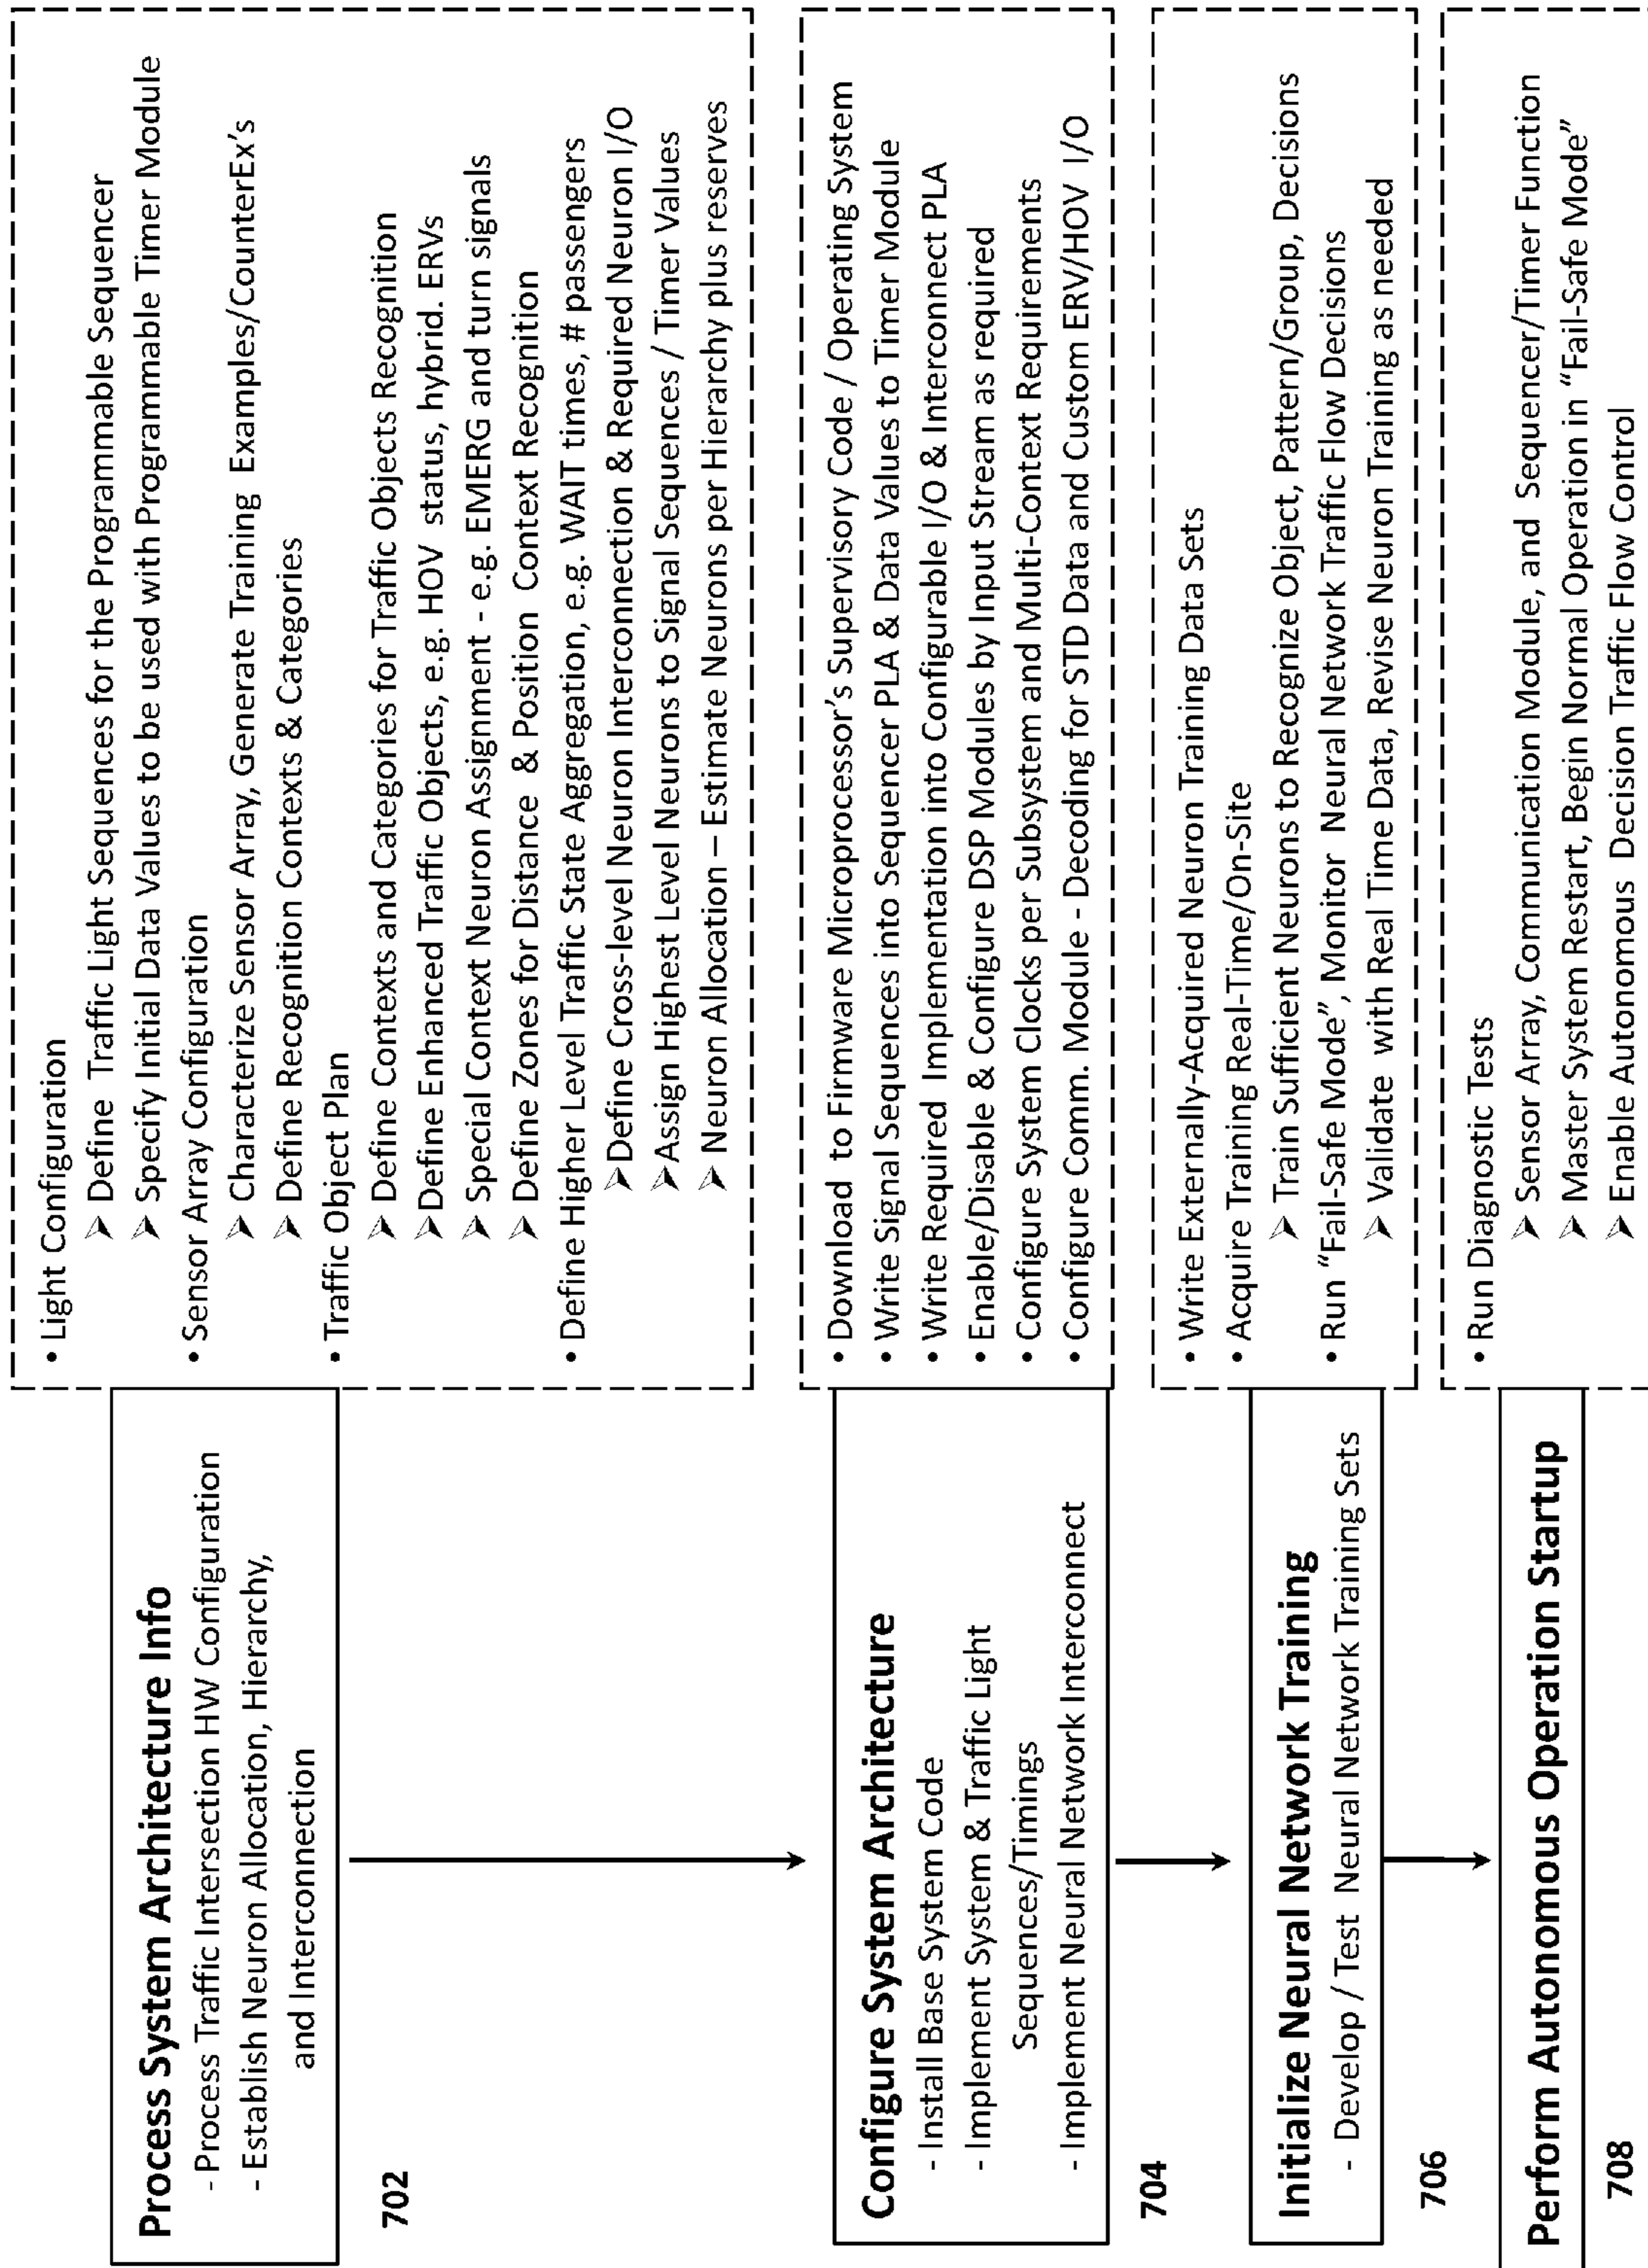 Process System Architecture Info
- Process Traffic Intersection HW Configuration
- Establish Neuron Allocation, Hierarchy,
and Interconnection
702
• Light Configuration
➢ Define Traffic Light Sequences for the Programmable Sequencer
➢ Specify Initial Data Values to be used with Programmable Timer Module
• Sensor Array Configuration
➢ Characterize Sensor Array, Generate Training Examples/CounterEx's
➢ Define Recognition Contexts & Categories
• Traffic Object Plan
➢ Define Contexts and Categories for Traffic Objects Recognition
➢ Define Enhanced Traffic Objects, e.g. HOV status, hybrid. ERVs
➢ Special Context Neuron Assignment - e.g. EMERG and turn signals
➢ Define Zones for Distance & Position Context Recognition
• Define Higher Level Traffic State Aggregation, e.g. WAIT times, # passengers
➢ Define Cross-level Neuron Interconnection & Required Neuron I/O
➢ Assign Highest Level Neurons to Signal Sequences / Timer Values
➢ Neuron Allocation – Estimate Neurons per Hierarchy plus reserves
Configure System Architecture
- Install Base System Code
- Implement System & Traffic Light
Sequences/Timings
- Implement Neural Network Interconnect
704
• Download to Firmware Microprocessor's Supervisory Code / Operating System
• Write Signal Sequences into Sequencer PLA & Data Values to Timer Module
• Write Required Implementation into Configurable I/O & Interconnect PLA
• Enable/Disable & Configure DSP Modules by Input Stream as required
• Configure System Clocks per Subsystem and Multi-Context Requirements
• Configure Comm. Module - Decoding for STD Data and Custom ERV/HOV I/O
Initialize Neural Network Training
- Develop / Test Neural Network Training Sets
706
• Write Externally-Acquired Neuron Training Data Sets
• Acquire Training Real-Time/On-Site
➢ Train Sufficient Neurons to Recognize Object, Pattern/Group, Decisions
• Run "Fail-Safe Mode", Monitor Neural Network Traffic Flow Decisions
➢ Validate with Real Time Data, Revise Neuron Training as needed
Perform Autonomous Operation Startup
708
• Run Diagnostic Tests
➢ Sensor Array, Communication Module, and Sequencer/Timer Function
➢ Master System Restart, Begin Normal Operation in "Fail-Safe Mode"
➢ Enable Autonomous Decision Traffic Flow Control